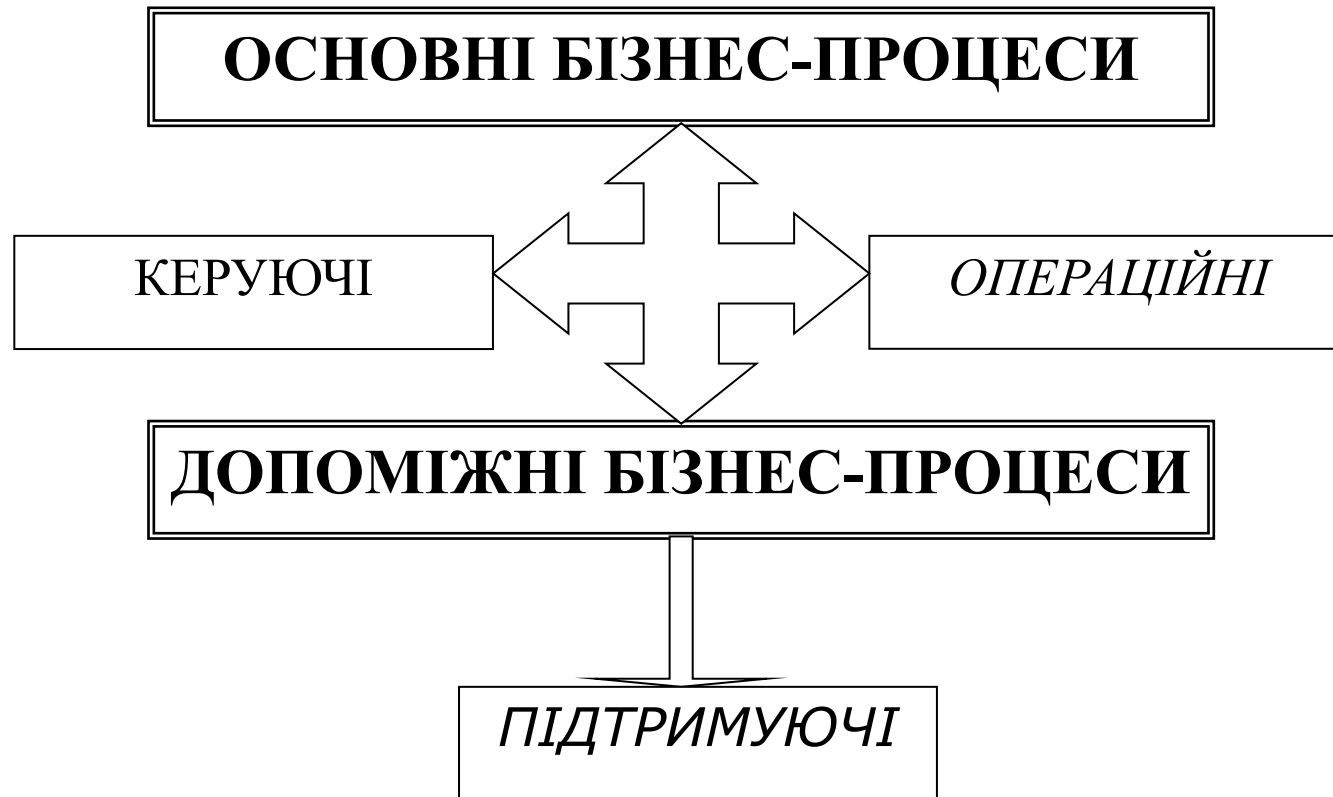 ОСНОВНІ БІЗНЕС-ПРОЦЕСИ
КЕРУЮЧІ
ОПЕРАЦІЙНІ
ДОПОМІЖНІ БІЗНЕС-ПРОЦЕСИ
ПІДТРИМУЮЧІ